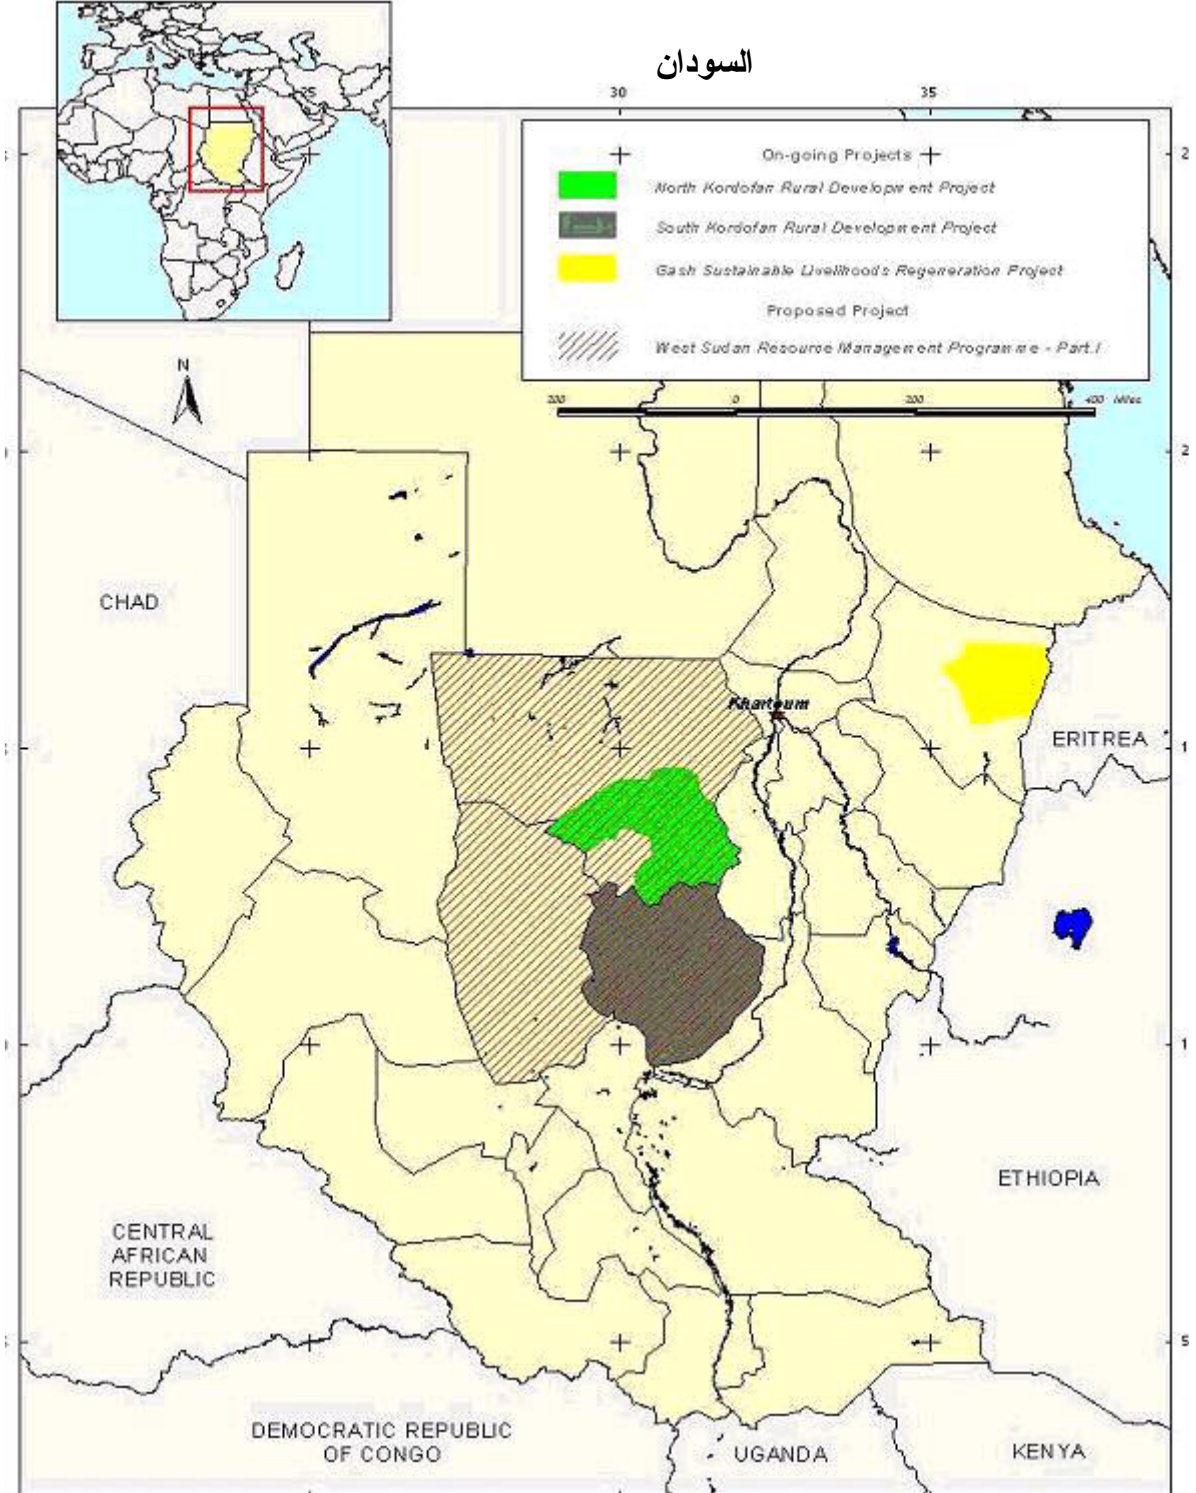 السودان
25
30
35
On-going Projects
North Kordofan Rural Development Project
South Kordofan Rural Development Project
Gash Sustainable Livelihoods Regeneration Project
Proposed Project
West Sudan Resource Management Programme - Part.I
N
200 0 200 400 Miles
CHAD
Khartoum
ERITREA
ETHIOPIA
CENTRAL
AFRICAN
REPUBLIC
5
DEMOCRATIC REPUBLIC
OF CONGO
UGANDA
KENYA